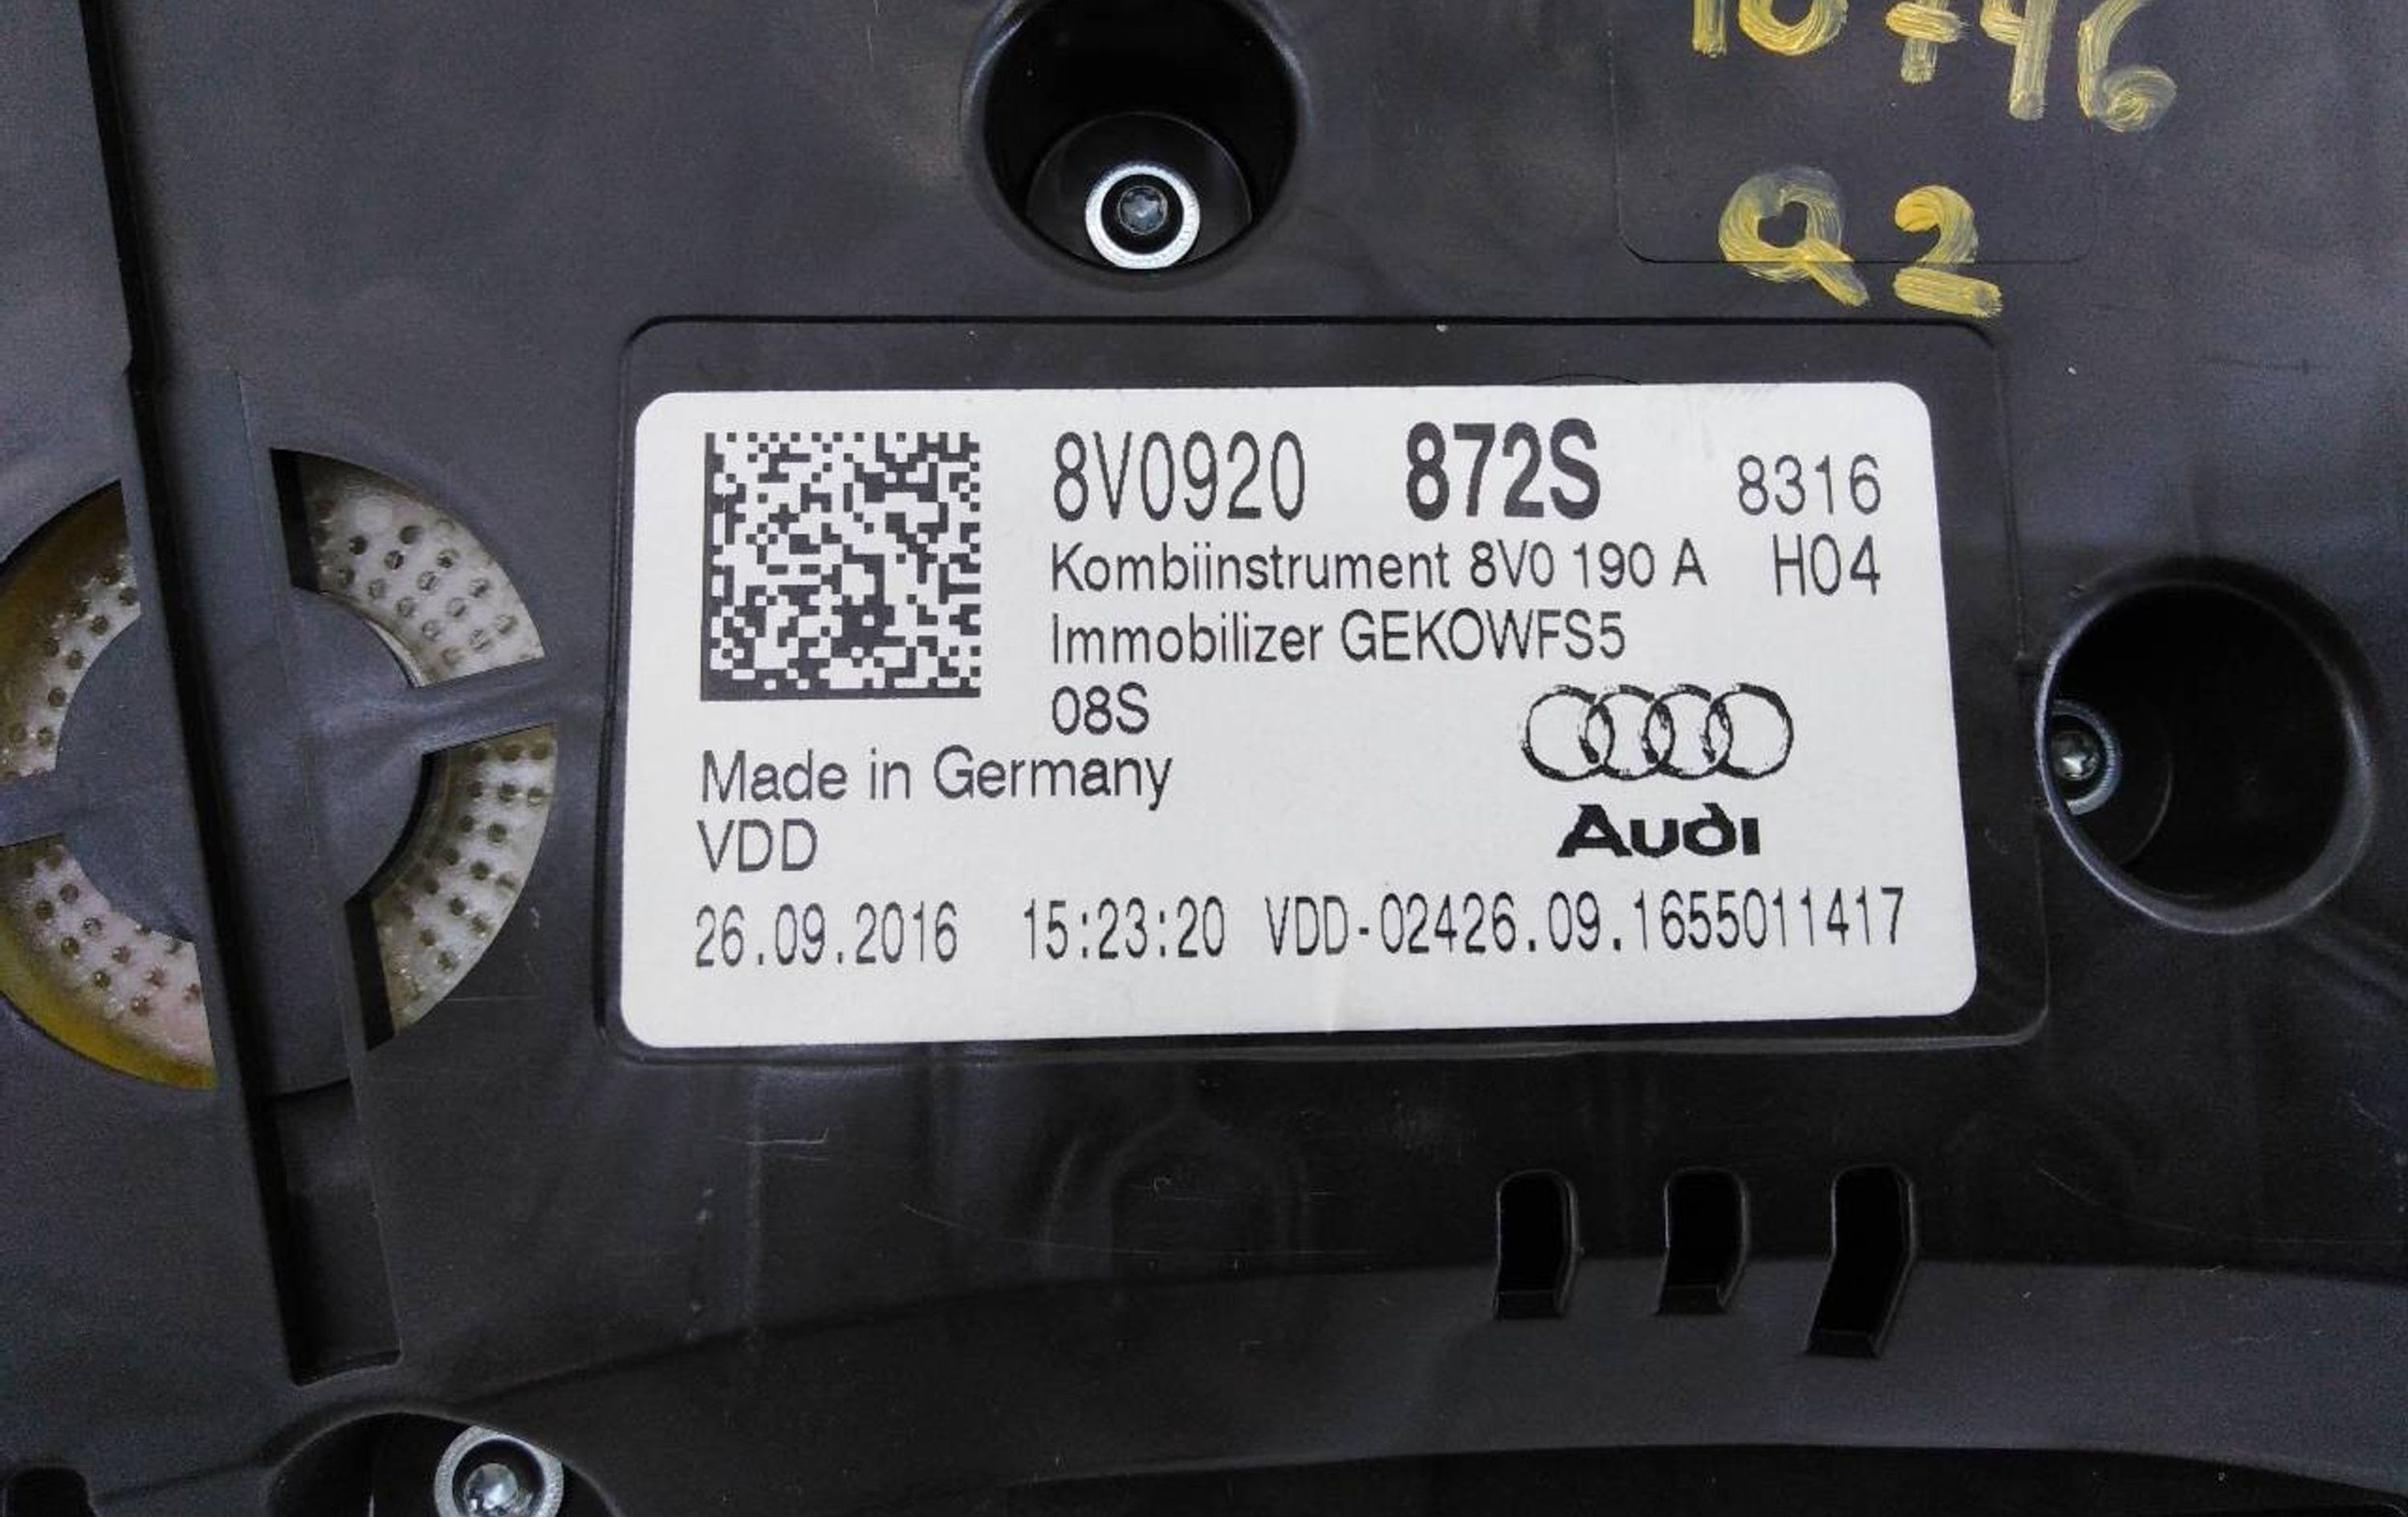 10746
Q2
8V0920 872S 8316
Kombiinstrument 8V0 190 A H04
Immobilizer GEKOWFS5
08S
Made in Germany
Audi
VDD
26.09.2016 15:23:20 VDD-02426.09.1655011417